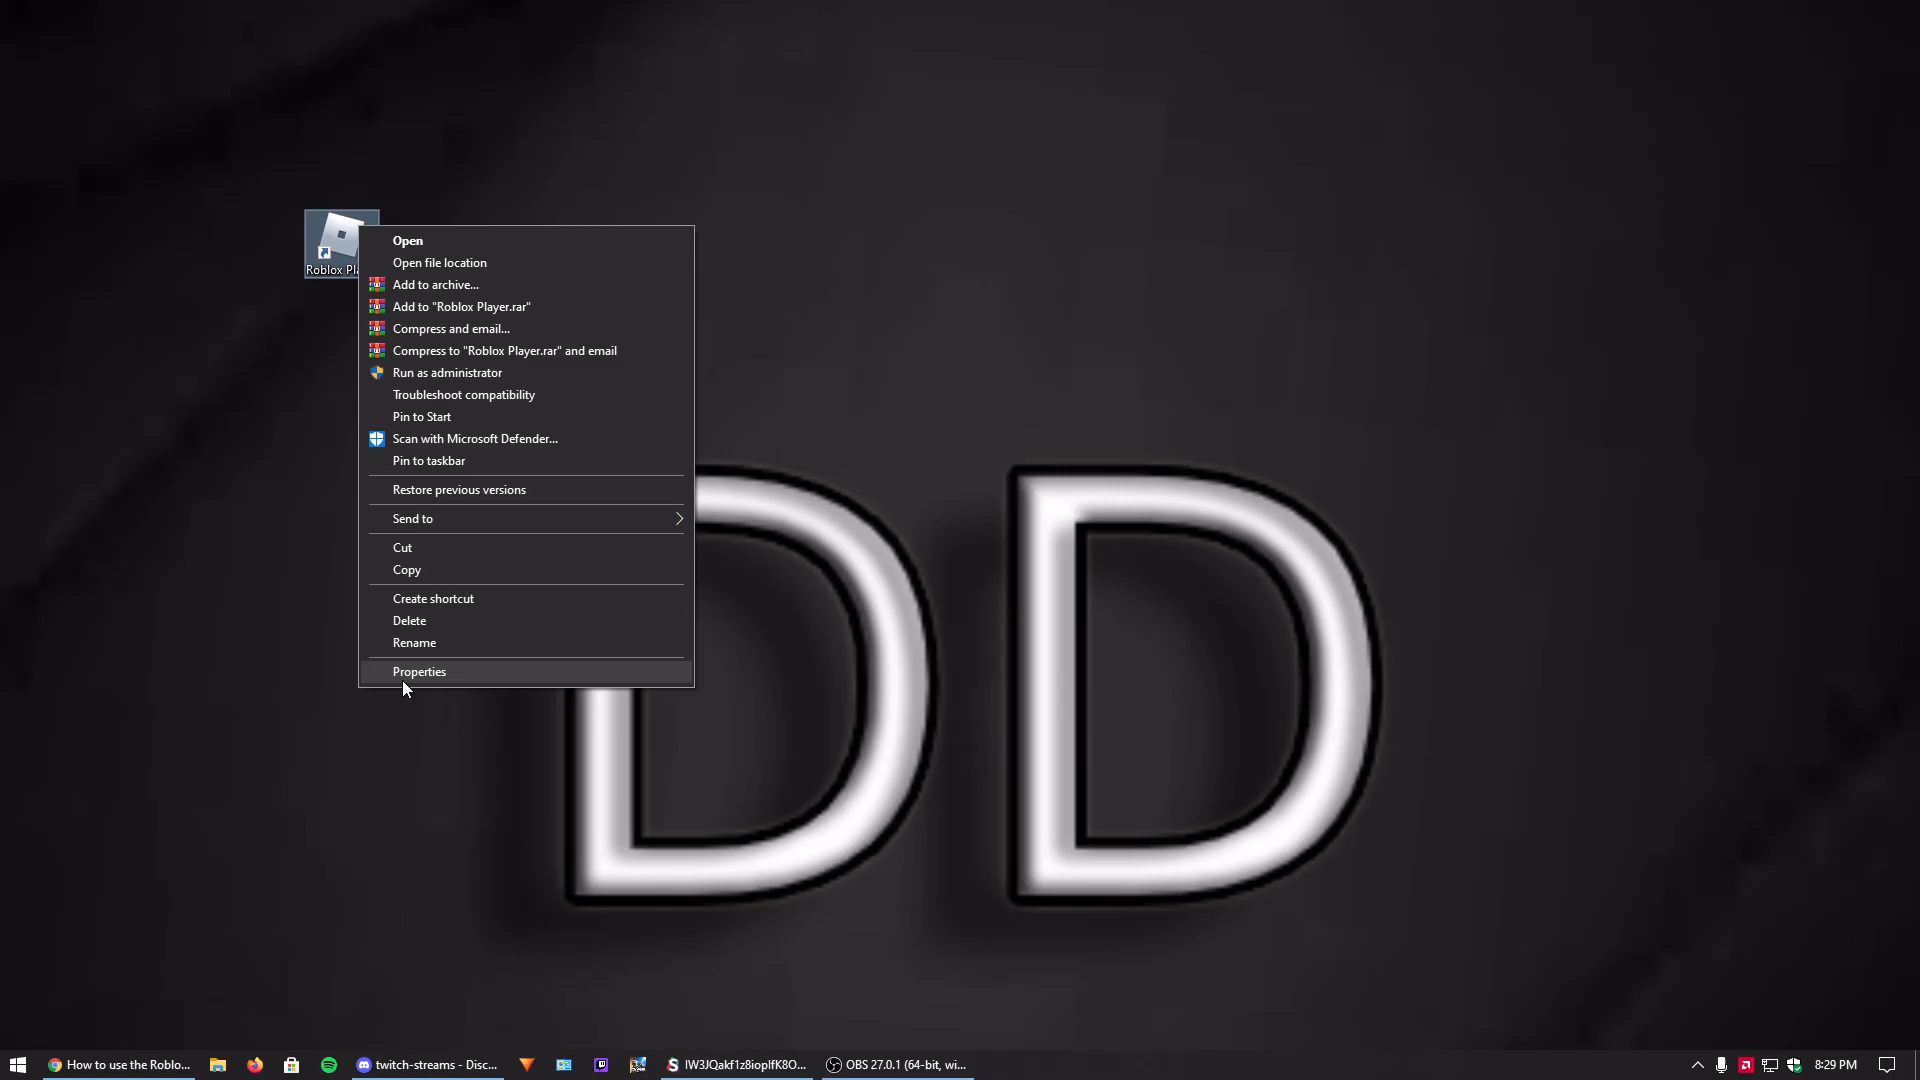 Roblox Pla
Open
Open file location
Add to archive...
Add to "Roblox Player.rar"
Compress and email...
Compress to "Roblox Player.rar" and email
Run as administrator
Troubleshoot compatibility
Pin to Start
Scan with Microsoft Defender...
Pin to taskbar
Restore previous versions
Send to
Cut
Copy
Create shortcut
Delete
Rename
Properties
DD
How to use the Roblo...
twitch-streams - Disc...
OBS 27.0.1 (64-bit, wi...
8:29 PM